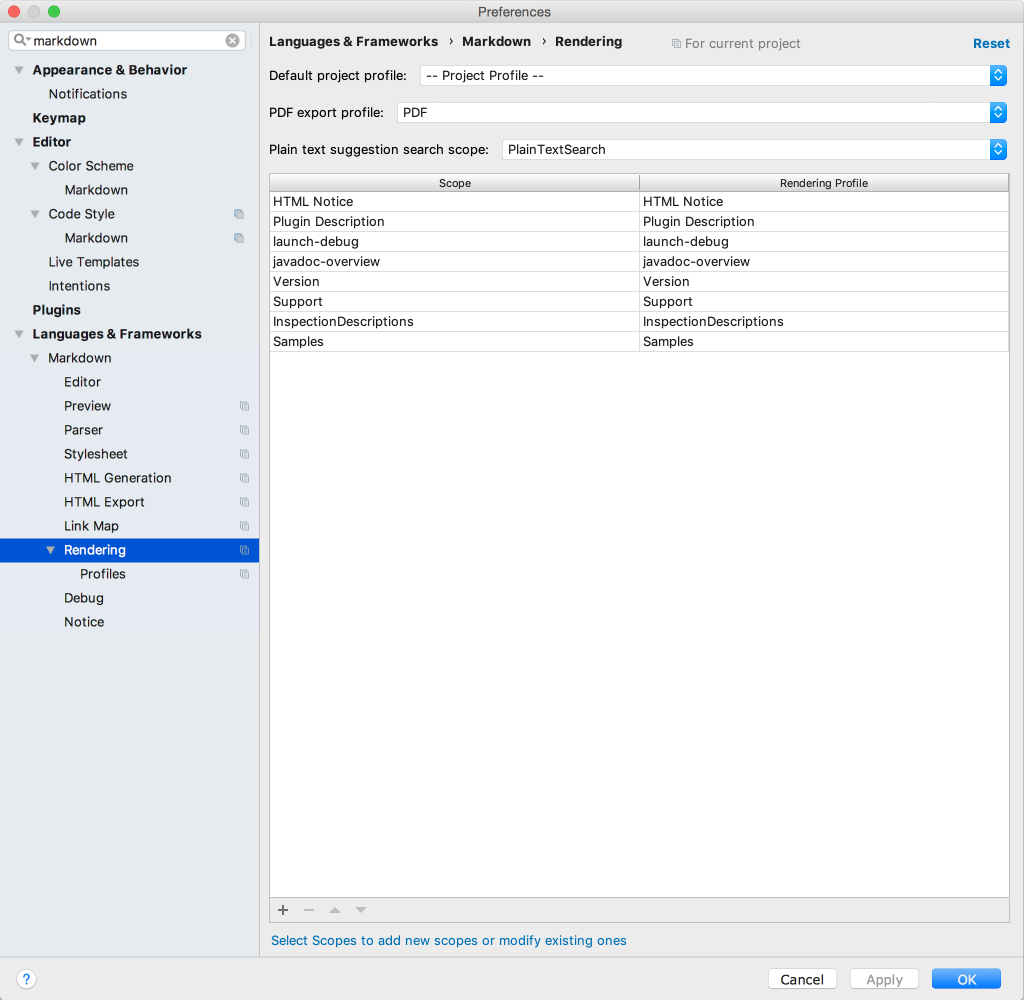 Preferences
markdown
Appearance & Behavior
Notifications
Keymap
Editor
Color Scheme
Markdown
Code Style
Markdown
Live Templates
Intentions
Plugins
Languages & Frameworks
Markdown
Editor
Preview
Parser
Stylesheet
HTML Generation
HTML Export
Link Map
Rendering
Profiles
Debug
Notice
Languages & Frameworks › Markdown › Rendering For current project Reset
Default project profile: -- Project Profile --
PDF export profile: PDF
Plain text suggestion search scope: PlainTextSearch
Scope Rendering Profile
HTML Notice HTML Notice
Plugin Description Plugin Description
launch-debug launch-debug
javadoc-overview javadoc-overview
Version Version
Support Support
InspectionDescriptions InspectionDescriptions
Samples Samples
Select Scopes to add new scopes or modify existing ones
? Cancel Apply OK